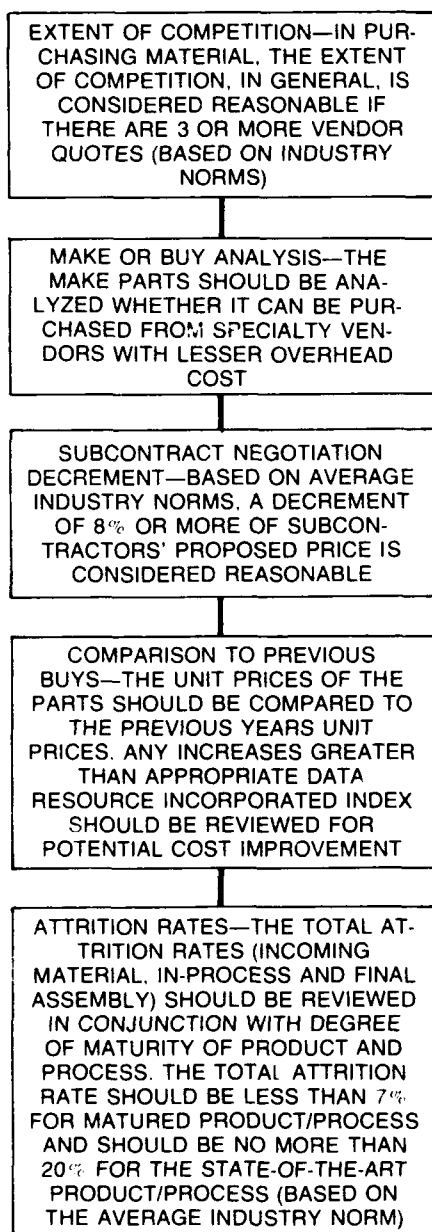 EXTENT OF COMPETITION—IN PUR-
CHASING MATERIAL, THE EXTENT
OF COMPETITION, IN GENERAL, IS
CONSIDERED REASONABLE IF
THERE ARE 3 OR MORE VENDOR
QUOTES (BASED ON INDUSTRY
NORMS)
MAKE OR BUY ANALYSIS—THE
MAKE PARTS SHOULD BE ANA-
LYZED WHETHER IT CAN BE PUR-
CHASED FROM SPECIALTY VEN-
DORS WITH LESSER OVERHEAD
COST
SUBCONTRACT NEGOTIATION
DECREMENT—BASED ON AVERAGE
INDUSTRY NORMS, A DECREMENT
OF 8% OR MORE OF SUBCON-
TRACTORS' PROPOSED PRICE IS
CONSIDERED REASONABLE
COMPARISON TO PREVIOUS
BUYS—THE UNIT PRICES OF THE
PARTS SHOULD BE COMPARED TO
THE PREVIOUS YEARS UNIT
PRICES. ANY INCREASES GREATER
THAN APPROPRIATE DATA
RESOURCE INCORPORATED INDEX
SHOULD BE REVIEWED FOR
POTENTIAL COST IMPROVEMENT
ATTRITION RATES—THE TOTAL AT-
TRITION RATES (INCOMING
MATERIAL, IN-PROCESS AND FINAL
ASSEMBLY) SHOULD BE REVIEWED
IN CONJUNCTION WITH DEGREE
OF MATURITY OF PRODUCT AND
PROCESS. THE TOTAL ATTRITION
RATE SHOULD BE LESS THAN 7%
FOR MATURED PRODUCT/PROCESS
AND SHOULD BE NO MORE THAN
20% FOR THE STATE-OF-THE-ART
PRODUCT/PROCESS (BASED ON
THE AVERAGE INDUSTRY NORM)